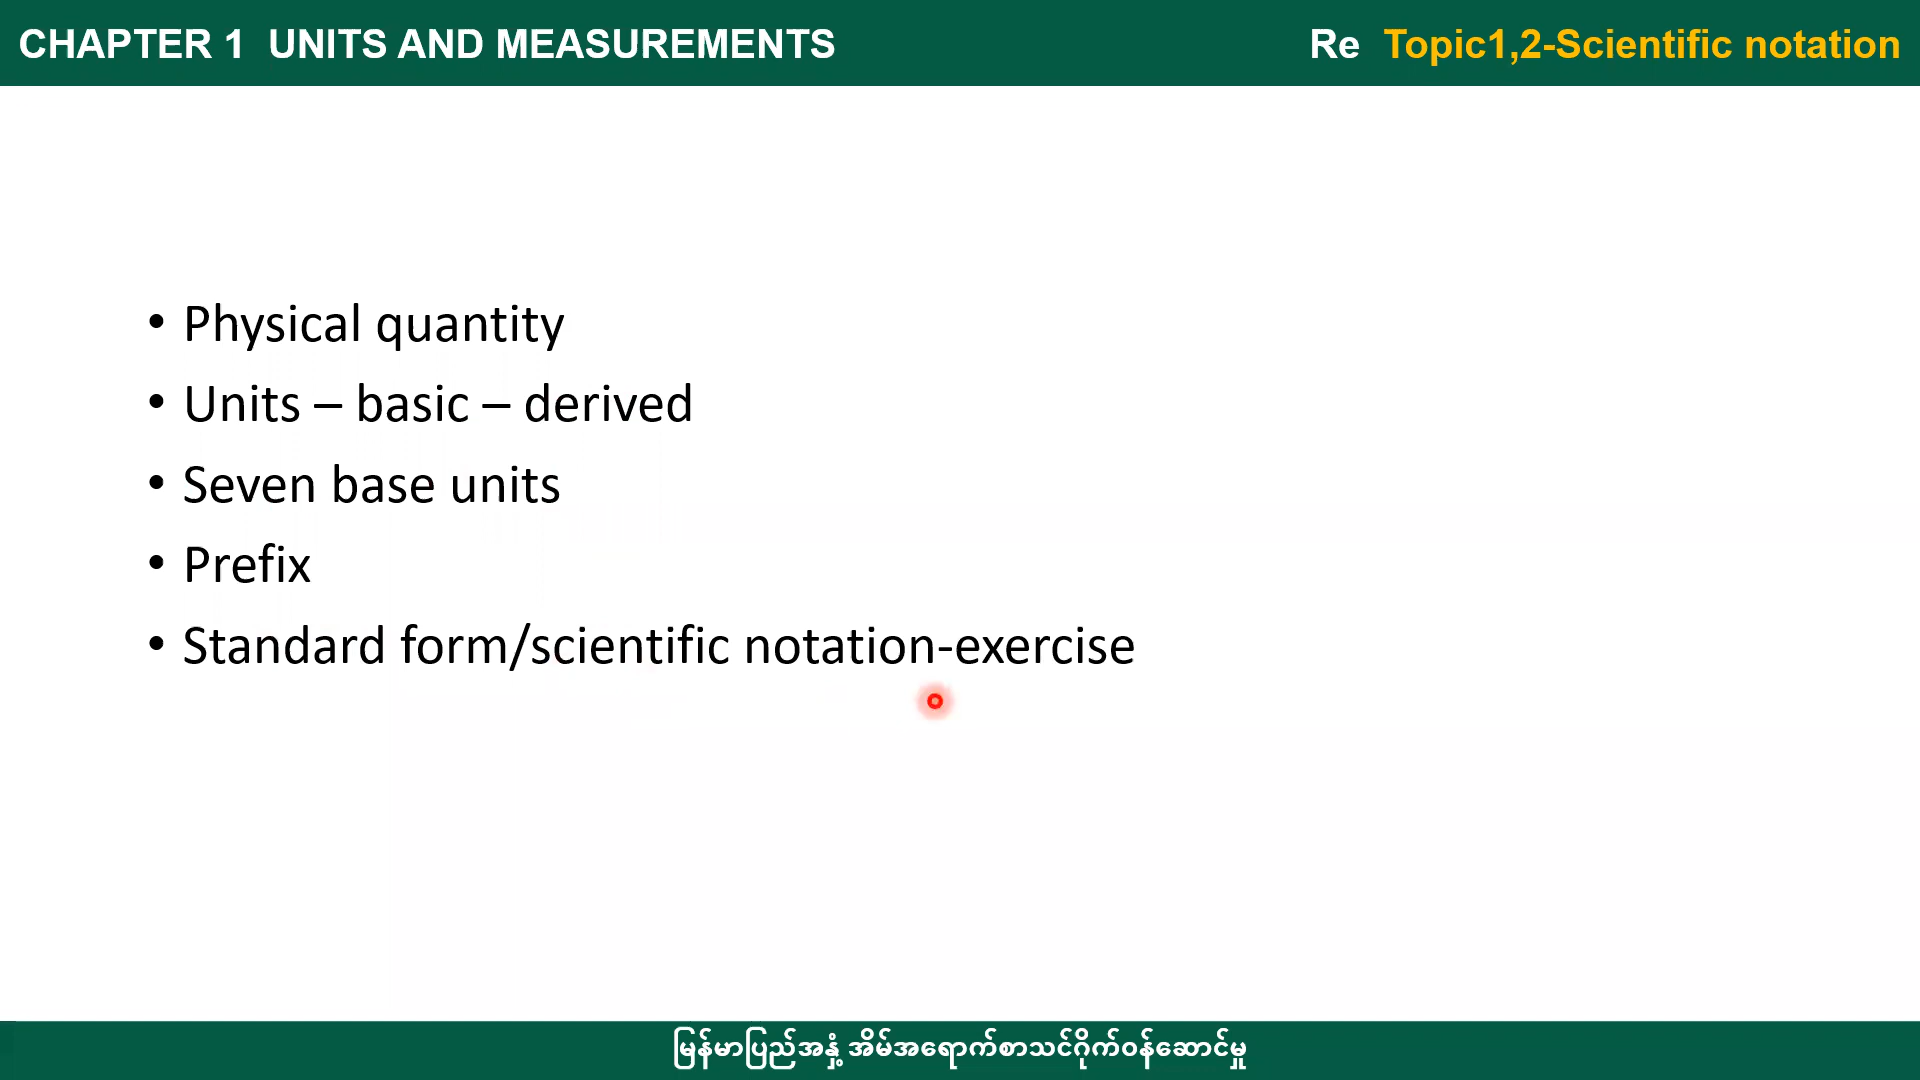 CHAPTER 1 UNITS AND MEASUREMENTS
Re Topic1,2-Scientific notation
• Physical quantity
• Units – basic – derived
• Seven base units
• Prefix
• Standard form/scientific notation-exercise
မြန်မာပြည်အနှံ့ အိမ်အရောက်စာသင်ဂိုက်ဝန်ဆောင်မှု